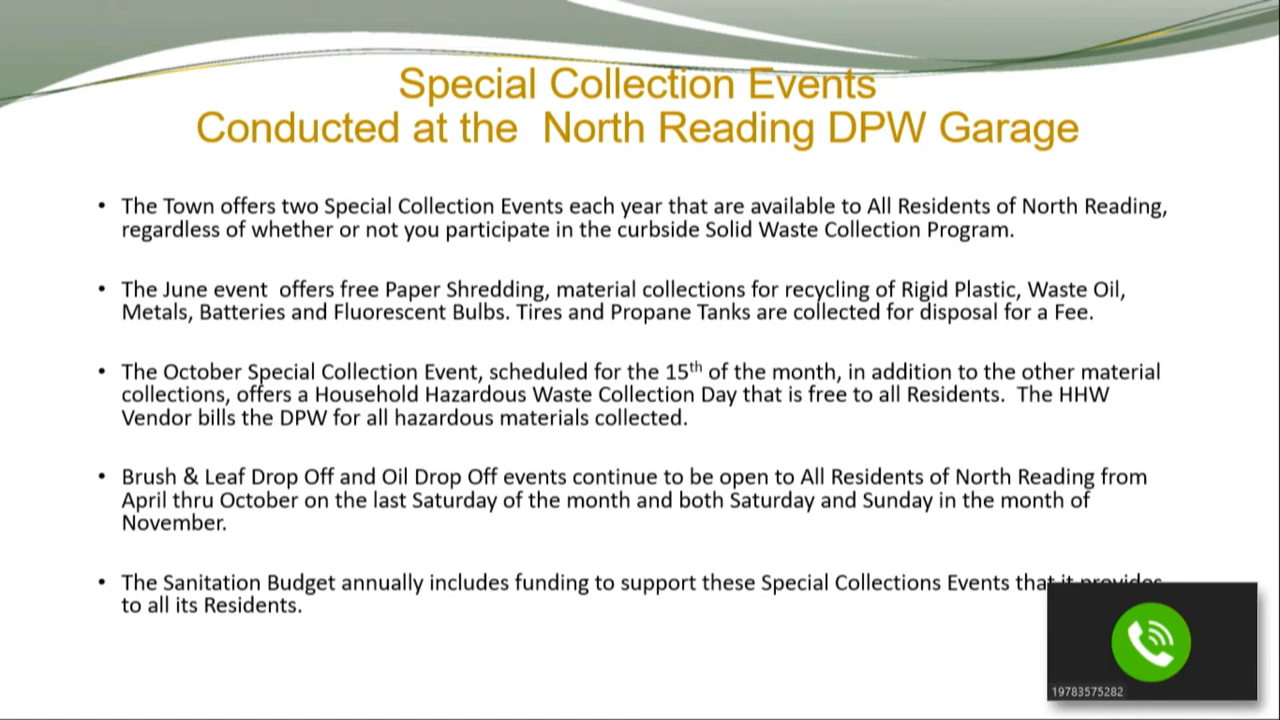 Special Collection Events
Conducted at the North Reading DPW Garage
• The Town offers two Special Collection Events each year that are available to All Residents of North Reading,
regardless of whether or not you participate in the curbside Solid Waste Collection Program.
• The June event offers free Paper Shredding, material collections for recycling of Rigid Plastic, Waste Oil,
Metals, Batteries and Fluorescent Bulbs. Tires and Propane Tanks are collected for disposal for a Fee.
• The October Special Collection Event, scheduled for the 15th of the month, in addition to the other material
collections, offers a Household Hazardous Waste Collection Day that is free to all Residents. The HHW
Vendor bills the DPW for all hazardous materials collected.
• Brush & Leaf Drop Off and Oil Drop Off events continue to be open to All Residents of North Reading from
April thru October on the last Saturday of the month and both Saturday and Sunday in the month of
November.
• The Sanitation Budget annually includes funding to support these Special Collections Events that it provides
to all its Residents.
19783575282